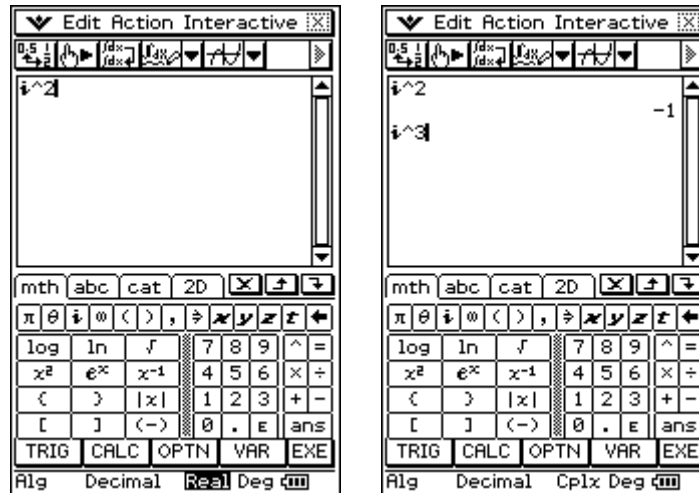 Edit Action Interactive
i^2
mth abc cat 2D
π θ i ∞ ( ) , ⇒ x y z t ←
log ln √ 7 8 9 ^ =
x² eˣ x⁻¹ 4 5 6 × ÷
{ } |x| 1 2 3 + -
[ ] (-) 0 . E ans
TRIG CALC OPTN VAR EXE
Alg Decimal Real Deg
Edit Action Interactive
i^2
-1
i^3
mth abc cat 2D
π θ i ∞ ( ) , ⇒ x y z t ←
log ln √ 7 8 9 ^ =
x² eˣ x⁻¹ 4 5 6 × ÷
{ } |x| 1 2 3 + -
[ ] (-) 0 . E ans
TRIG CALC OPTN VAR EXE
Alg Decimal Cplx Deg